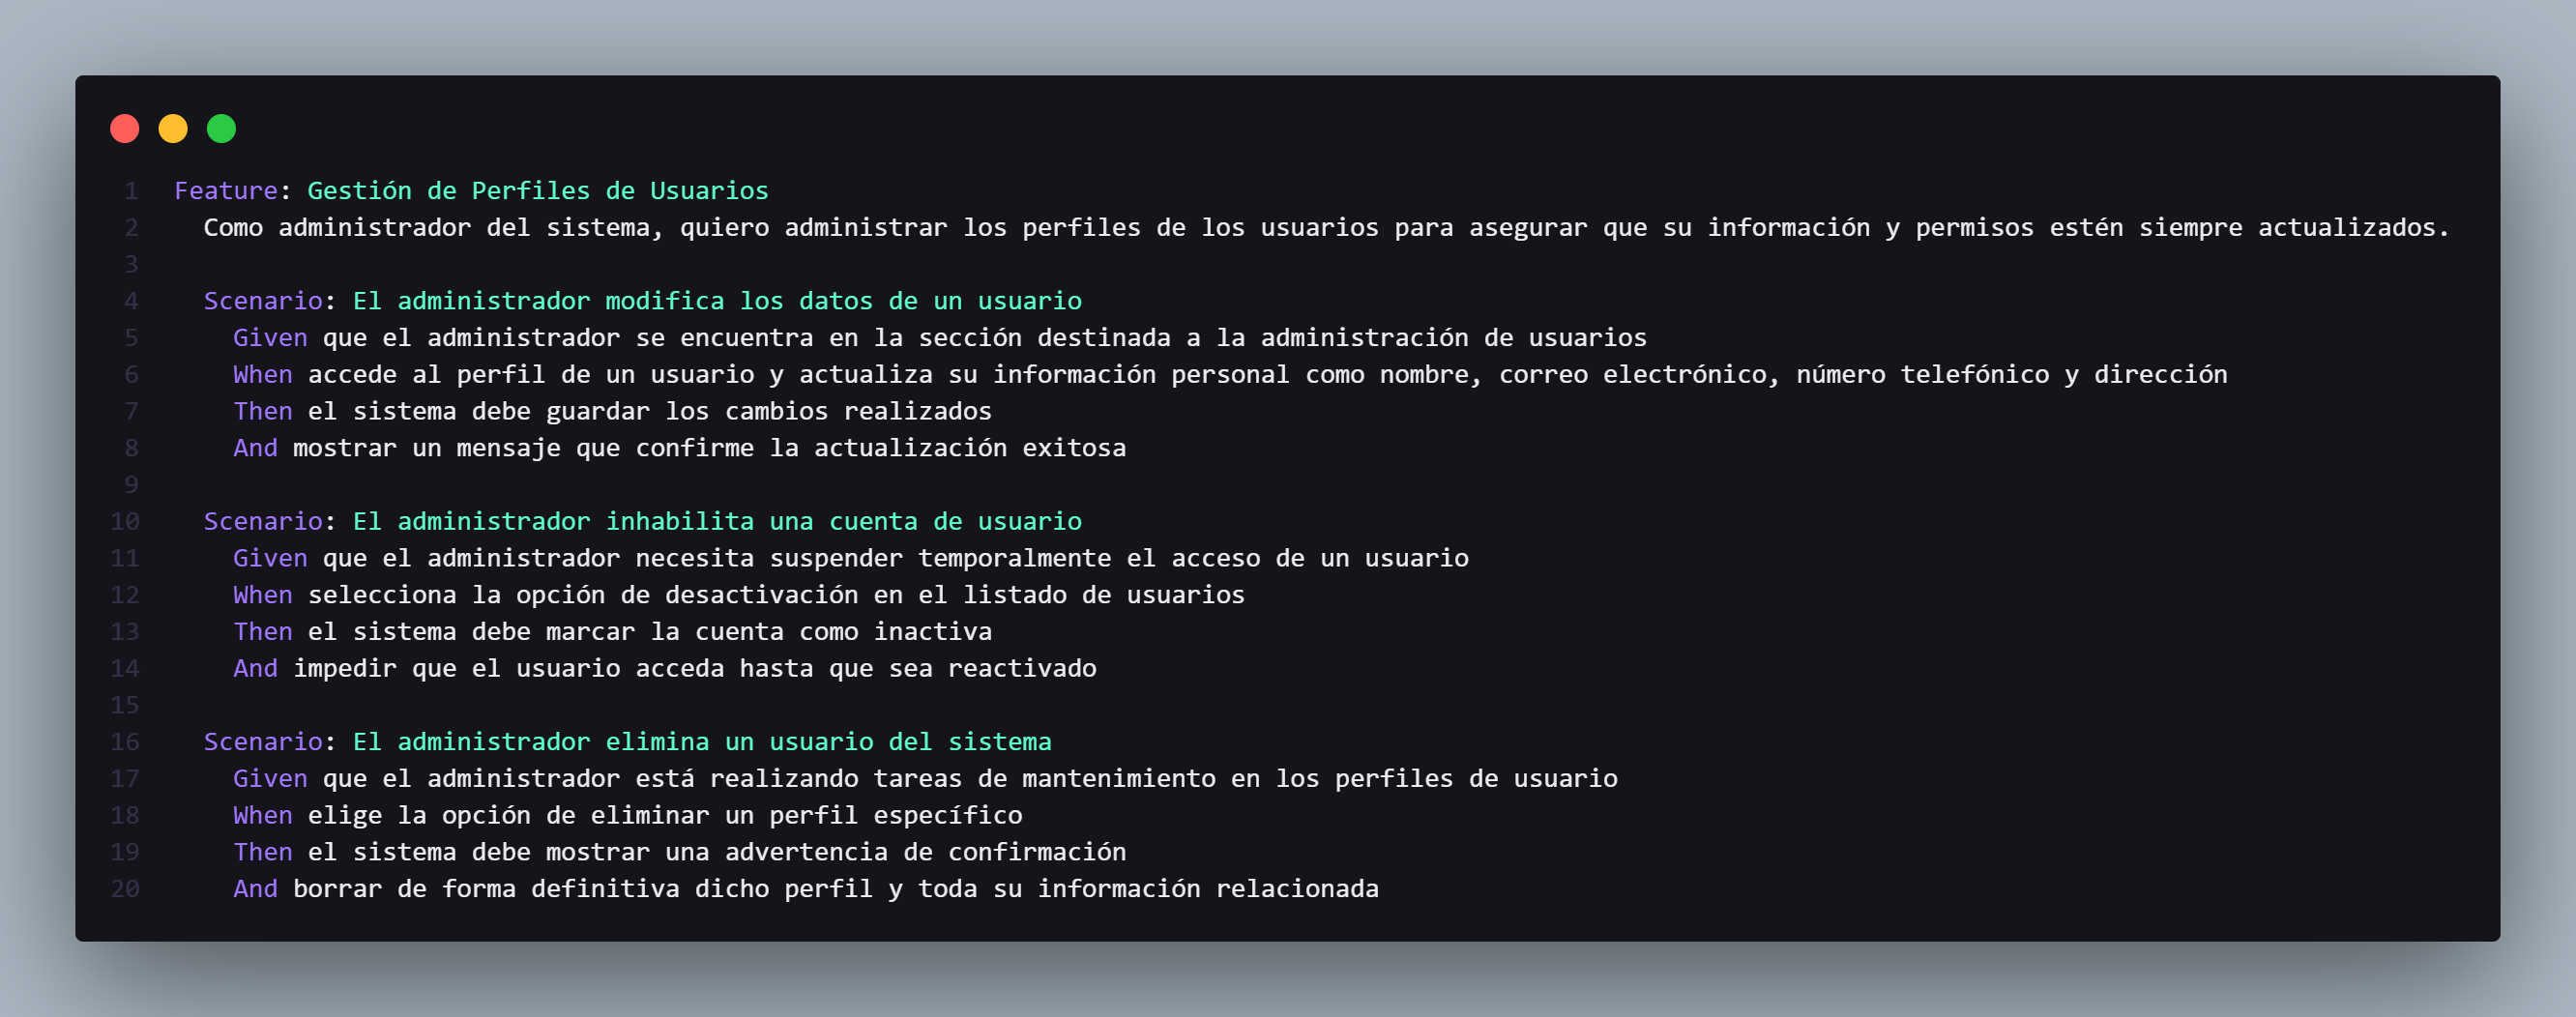 1 Feature: Gestión de Perfiles de Usuarios
2 Como administrador del sistema, quiero administrar los perfiles de los usuarios para asegurar que su información y permisos estén siempre actualizados.
3
4 Scenario: El administrador modifica los datos de un usuario
5 Given que el administrador se encuentra en la sección destinada a la administración de usuarios
6 When accede al perfil de un usuario y actualiza su información personal como nombre, correo electrónico, número telefónico y dirección
7 Then el sistema debe guardar los cambios realizados
8 And mostrar un mensaje que confirme la actualización exitosa
9
10 Scenario: El administrador inhabilita una cuenta de usuario
11 Given que el administrador necesita suspender temporalmente el acceso de un usuario
12 When selecciona la opción de desactivación en el listado de usuarios
13 Then el sistema debe marcar la cuenta como inactiva
14 And impedir que el usuario acceda hasta que sea reactivado
15
16 Scenario: El administrador elimina un usuario del sistema
17 Given que el administrador está realizando tareas de mantenimiento en los perfiles de usuario
18 When elige la opción de eliminar un perfil específico
19 Then el sistema debe mostrar una advertencia de confirmación
20 And borrar de forma definitiva dicho perfil y toda su información relacionada